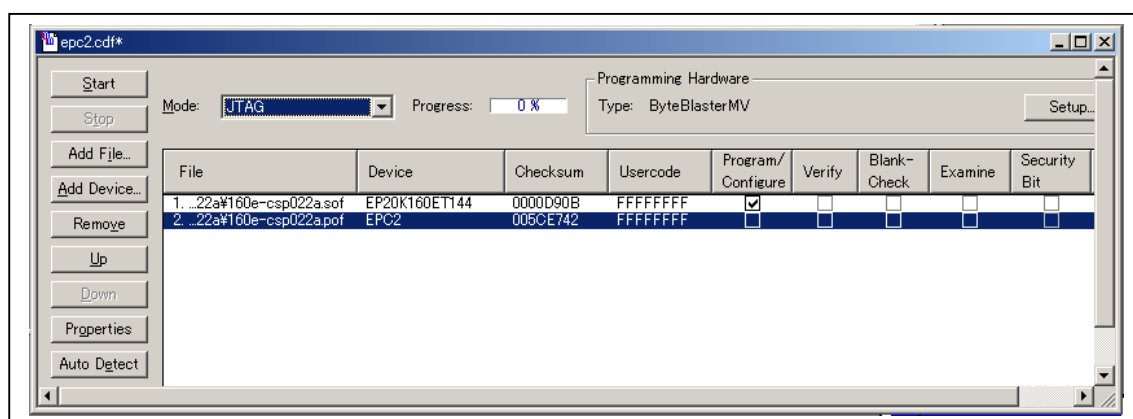 epc2.cdf*
Start
Stop
Add File...
Add Device...
Remove
Up
Down
Properties
Auto Detect
Mode: JTAG Progress: 0 %
Programming Hardware
Type: ByteBlasterMV Setup...
File Device Checksum Usercode Program/ Configure Verify Blank- Check Examine Security Bit
1. ...22a¥160e-csp022a.sof EP20K160ET144 0000D90B FFFFFFFF
2. ...22a¥160e-csp022a.pof EPC2 005CE742 FFFFFFFF